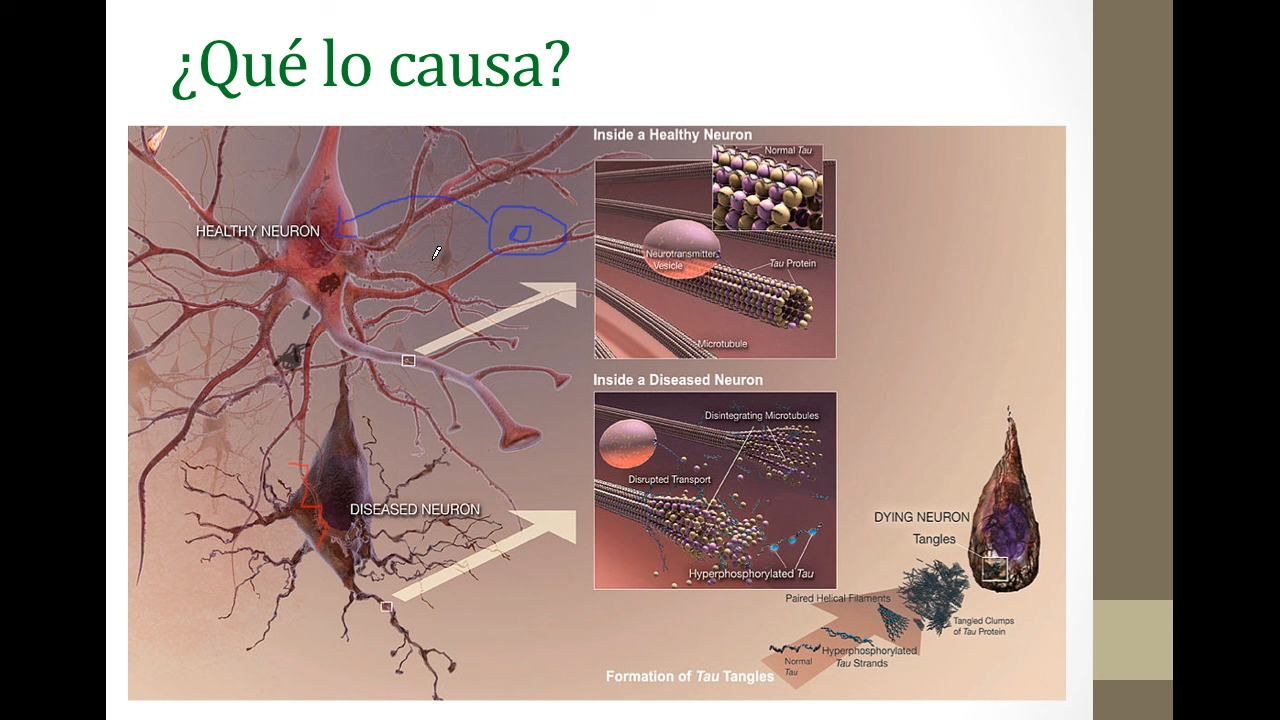 ¿Qué lo causa?
HEALTHY NEURON
DISEASED NEURON
Inside a Healthy Neuron
Normal Tau
Neurotransmitter
Vesicle
Tau Protein
Microtubule
Inside a Diseased Neuron
Disintegrating Microtubules
Disrupted Transport
Hyperphosphorylated Tau
DYING NEURON
Tangles
Paired Helical Filaments
Tangled Clumps
of Tau Protein
Hyperphosphorylated
Tau Strands
Normal
Tau
Formation of Tau Tangles